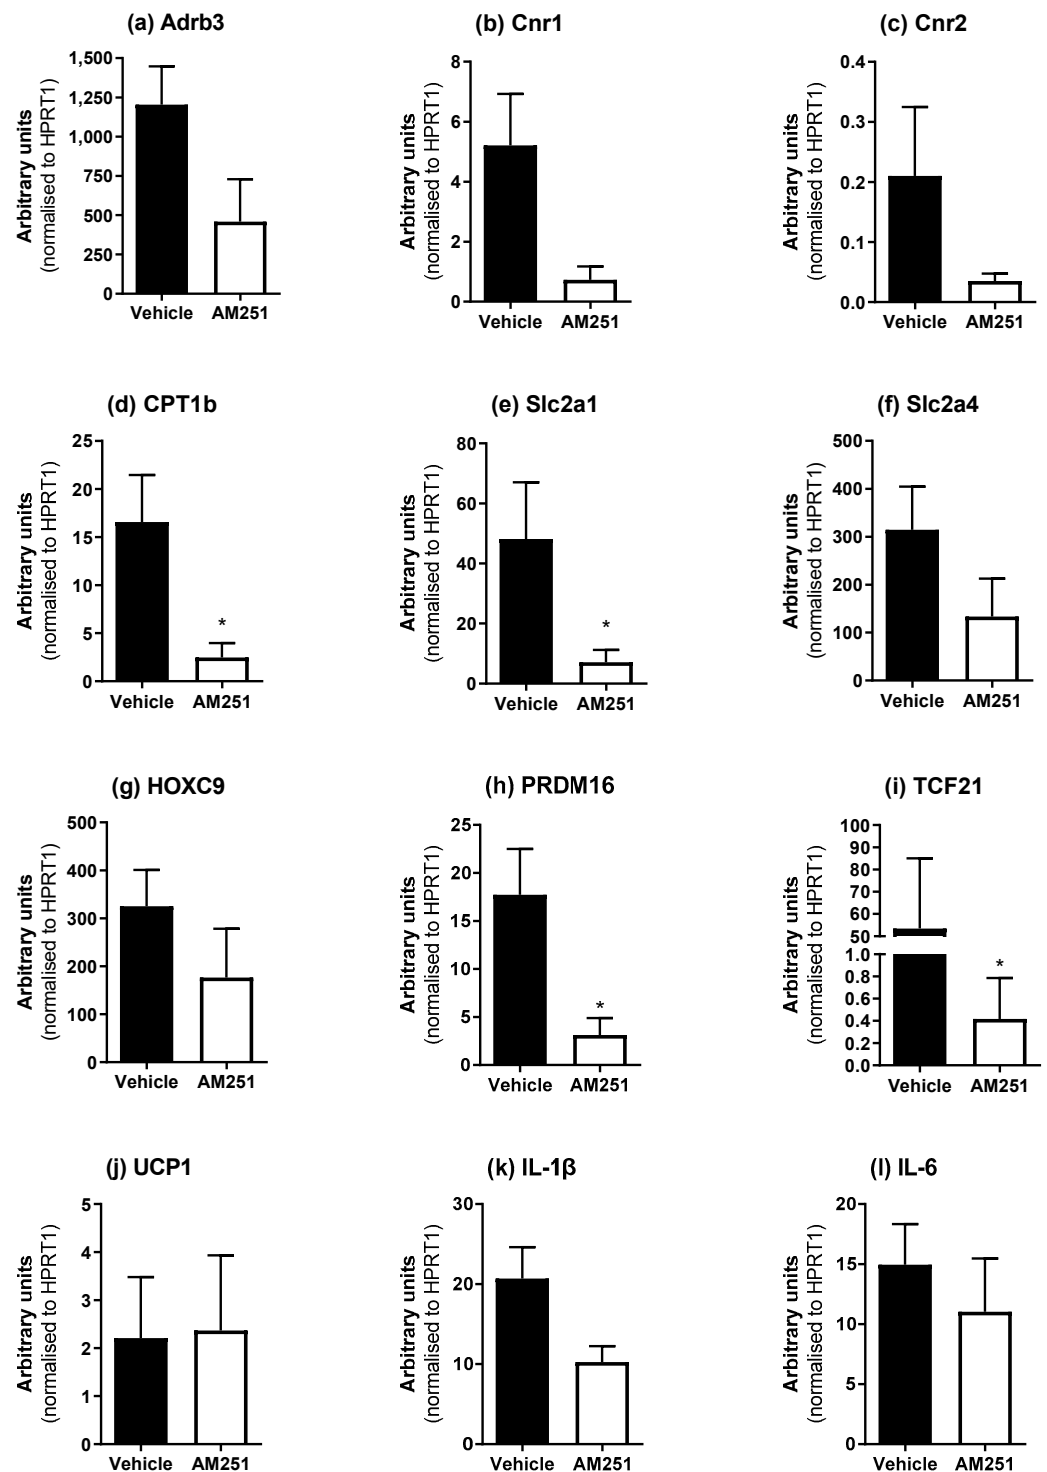 (a) Adrb3
Arbitrary units
(normalised to HPRT1)
1,500
1,250
1,000
750
500
250
0
Vehicle AM251
(b) Cnr1
Arbitrary units
(normalised to HPRT1)
8
6
4
2
0
Vehicle AM251
(c) Cnr2
Arbitrary units
(normalised to HPRT1)
0.4
0.3
0.2
0.1
0.0
Vehicle AM251
(d) CPT1b
Arbitrary units
(normalised to HPRT1)
25
20
15
10
5
0
*
Vehicle AM251
(e) Slc2a1
Arbitrary units
(normalised to HPRT1)
80
60
40
20
0
*
Vehicle AM251
(f) Slc2a4
Arbitrary units
(normalised to HPRT1)
500
400
300
200
100
0
Vehicle AM251
(g) HOXC9
Arbitrary units
(normalised to HPRT1)
500
400
300
200
100
0
Vehicle AM251
(h) PRDM16
Arbitrary units
(normalised to HPRT1)
25
20
15
10
5
0
*
Vehicle AM251
(i) TCF21
Arbitrary units
(normalised to HPRT1)
100
90
80
70
60
50
1.0
0.8
0.6
0.4
0.2
0.0
*
Vehicle AM251
(j) UCP1
Arbitrary units
(normalised to HPRT1)
5
4
3
2
1
0
Vehicle AM251
(k) IL-1β
Arbitrary units
(normalised to HPRT1)
30
20
10
0
Vehicle AM251
(l) IL-6
Arbitrary units
(normalised to HPRT1)
20
15
10
5
0
Vehicle AM251